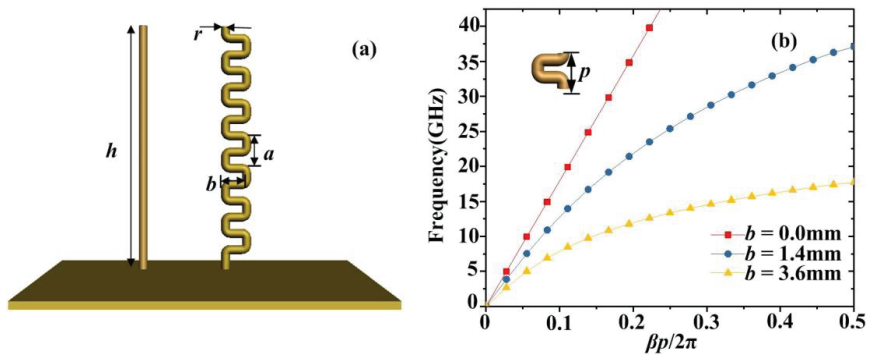 r
(a)
h
a
b
(b)
p
Frequency(GHz)
40
35
30
25
20
15
10
5
0
b = 0.0mm
b = 1.4mm
b = 3.6mm
0 0.1 0.2 0.3 0.4 0.5
βp/2π